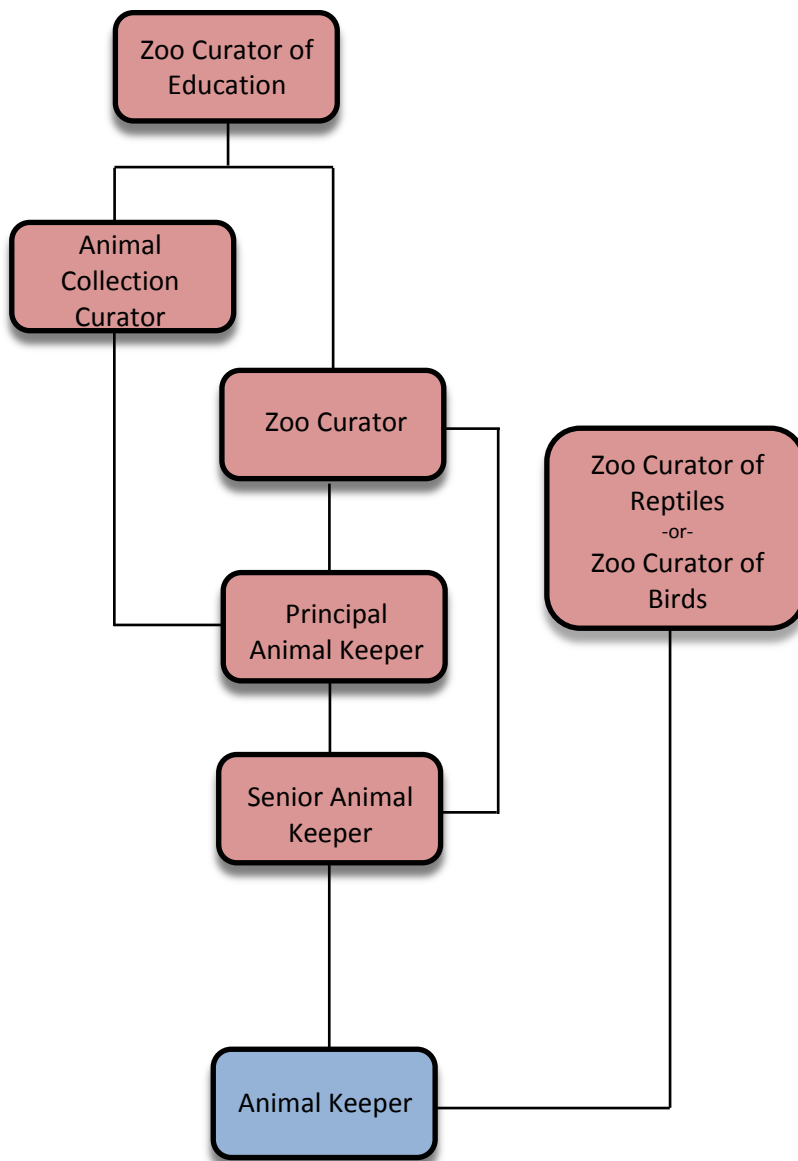 Zoo Curator of
Education
Animal
Collection
Curator
Zoo Curator
Zoo Curator of
Reptiles
-or-
Zoo Curator of
Birds
Principal
Animal Keeper
Senior Animal
Keeper
Animal Keeper